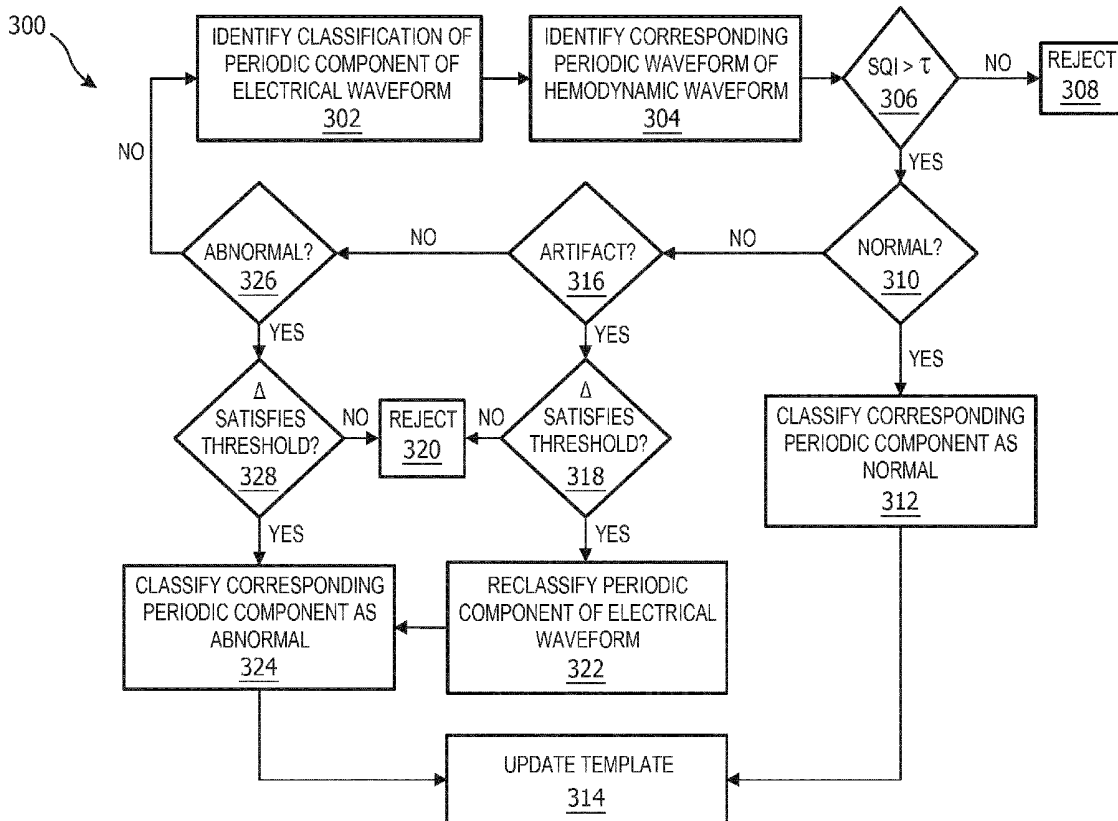 300
IDENTIFY CLASSIFICATION OF
PERIODIC COMPONENT OF
ELECTRICAL WAVEFORM
302
IDENTIFY CORRESPONDING
PERIODIC WAVEFORM OF
HEMODYNAMIC WAVEFORM
304
SQI > τ
306
NO
REJECT
308
YES
NO
ABNORMAL?
326
NO
ARTIFACT?
316
NO
NORMAL?
310
YES
YES
YES
Δ
SATISFIES
THRESHOLD?
328
NO
REJECT
320
NO
Δ
SATISFIES
THRESHOLD?
318
CLASSIFY CORRESPONDING
PERIODIC COMPONENT AS
NORMAL
312
YES
YES
CLASSIFY CORRESPONDING
PERIODIC COMPONENT AS
ABNORMAL
324
RECLASSIFY PERIODIC
COMPONENT OF ELECTRICAL
WAVEFORM
322
UPDATE TEMPLATE
314